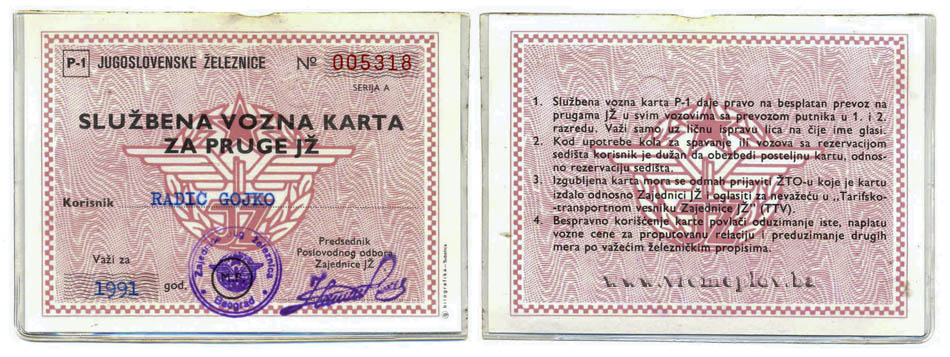 P-1 JUGOSLOVENSKE ŽELEZNICE № 005318
SERIJA A
SLUŽBENA VOZNA KARTA
ZA PRUGE JŽ
Korisnik RADIĆ GOJKO
Predsednik
Poslovodnog odbora
Zajednice JŽ
Važi za
1991 god.
Zajednica jug. železnica
Beograd
birografika - Subotica
1. Službena vozna karta P-1 daje pravo na besplatan prevoz na
prugama JŽ u svim vozovima sa prevozom putnika u 1. i 2.
razredu. Važi samo uz ličnu ispravu lica na čije ime glasi.
2. Kod upotrebe kola za spavanje ili vozova sa rezervacijom
sedišta korisnik je dužan da obezbedi posteljnu kartu, odnos-
no rezervaciju sedišta.
3. Izgubljena karta mora se odmah prijaviti ŽTO-u koje je kartu
izdalo odnosno Zajednici JŽ i oglasiti za nevažeću u „Tarifsko-
-transportnom vesniku Zajednice JŽ" (TTV).
4. Bespravno korišćenje karte povlači oduzimanje iste, naplatu
vozne cene za proputovanu relaciju i preduzimanje drugih
mera po važećim železničkim propisima.
www.vremeplov.ba